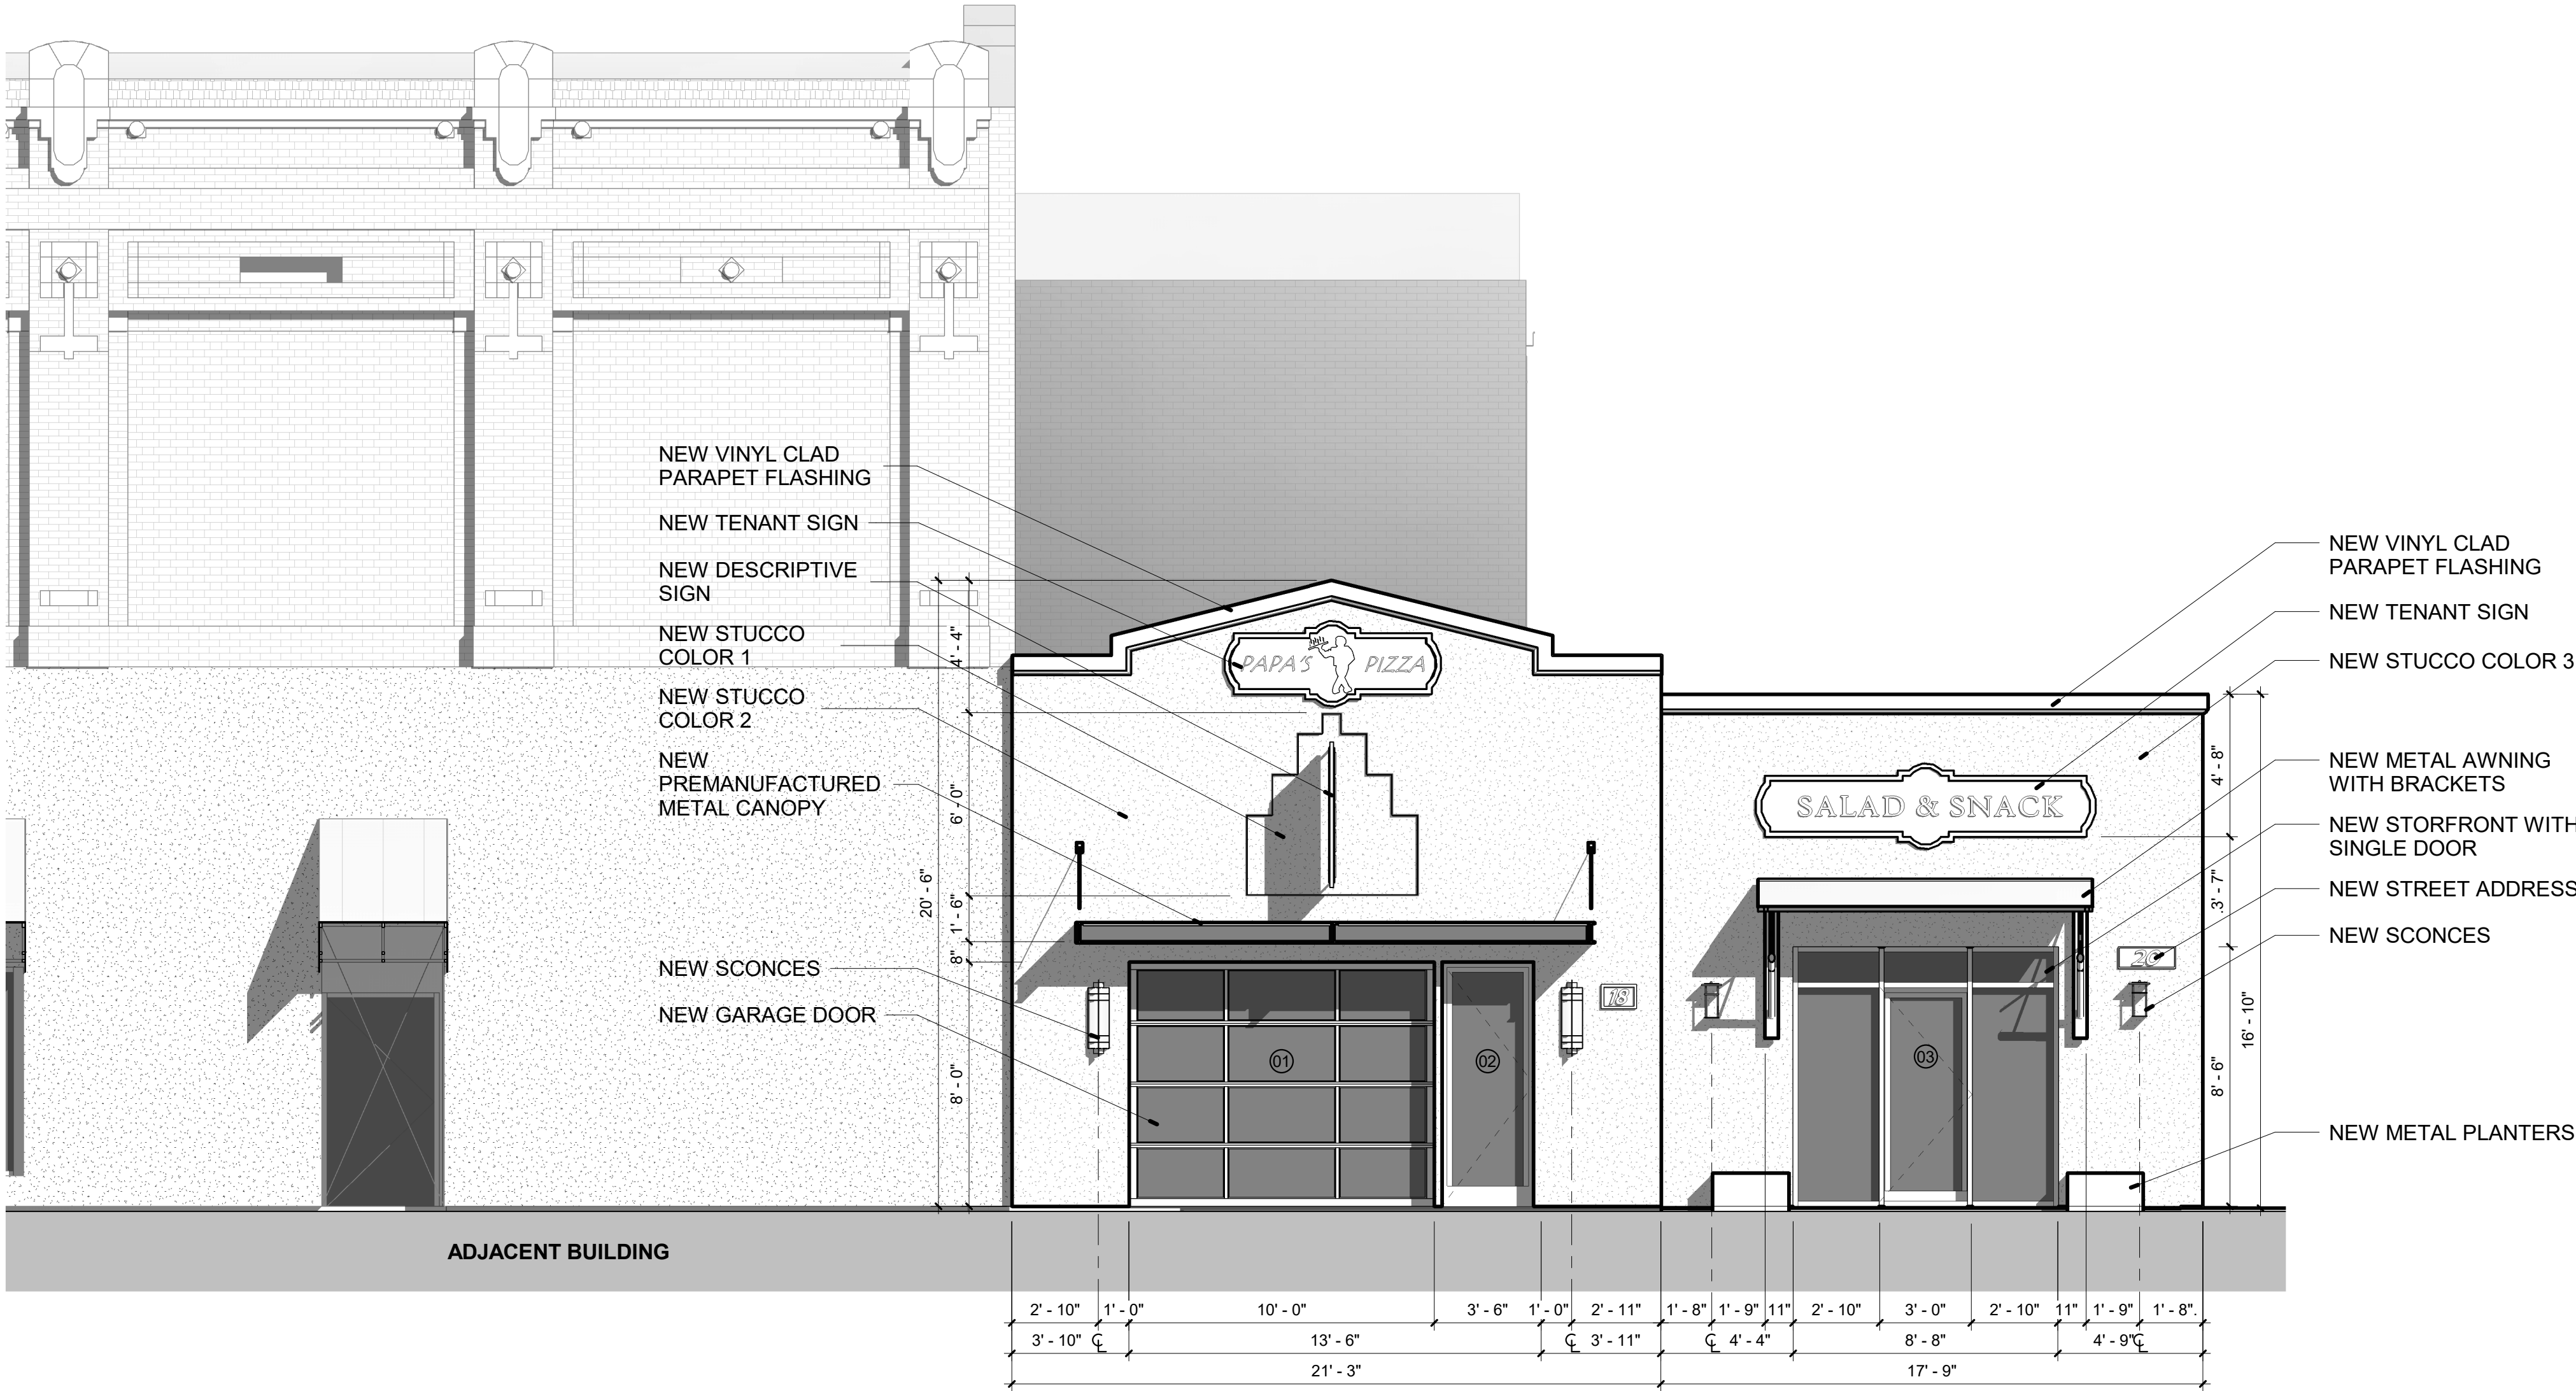 NEW VINYL CLAD
PARAPET FLASHING
NEW TENANT SIGN
NEW DESCRIPTIVE
SIGN
NEW STUCCO
COLOR 1
NEW STUCCO
COLOR 2
NEW
PREMANUFACTURED
METAL CANOPY
NEW SCONCES
NEW GARAGE DOOR
20' - 6"
4' - 4"
6' - 0"
1' - 6"
8"
8' - 0"
PAPA'S PIZZA
18
01
02
SALAD & SNACK
20
03
4' - 8"
3' - 7"
8' - 6"
16' - 10"
NEW VINYL CLAD
PARAPET FLASHING
NEW TENANT SIGN
NEW STUCCO COLOR 3
NEW METAL AWNING
WITH BRACKETS
NEW STORFRONT WITH
SINGLE DOOR
NEW STREET ADDRESS
NEW SCONCES
NEW METAL PLANTERS
ADJACENT BUILDING
2' - 10" 1' - 0" 10' - 0" 3' - 6" 1' - 0" 2' - 11" 1' - 8" 1' - 9" 11" 2' - 10" 3' - 0" 2' - 10" 11" 1' - 9" 1' - 8"
3' - 10" ℄ 13' - 6" ℄ 3' - 11" ℄ 4' - 4" 8' - 8" 4' - 9" ℄
21' - 3" 17' - 9"